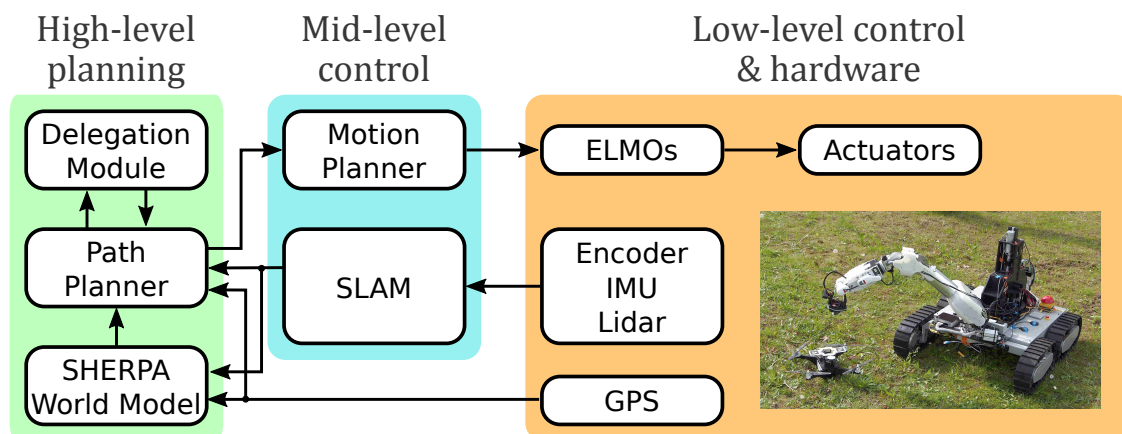 High-level
planning
Mid-level
control
Low-level control
& hardware
Delegation
Module
Motion
Planner
ELMOs
Actuators
Path
Planner
SLAM
Encoder
IMU
Lidar
SHERPA
World Model
GPS